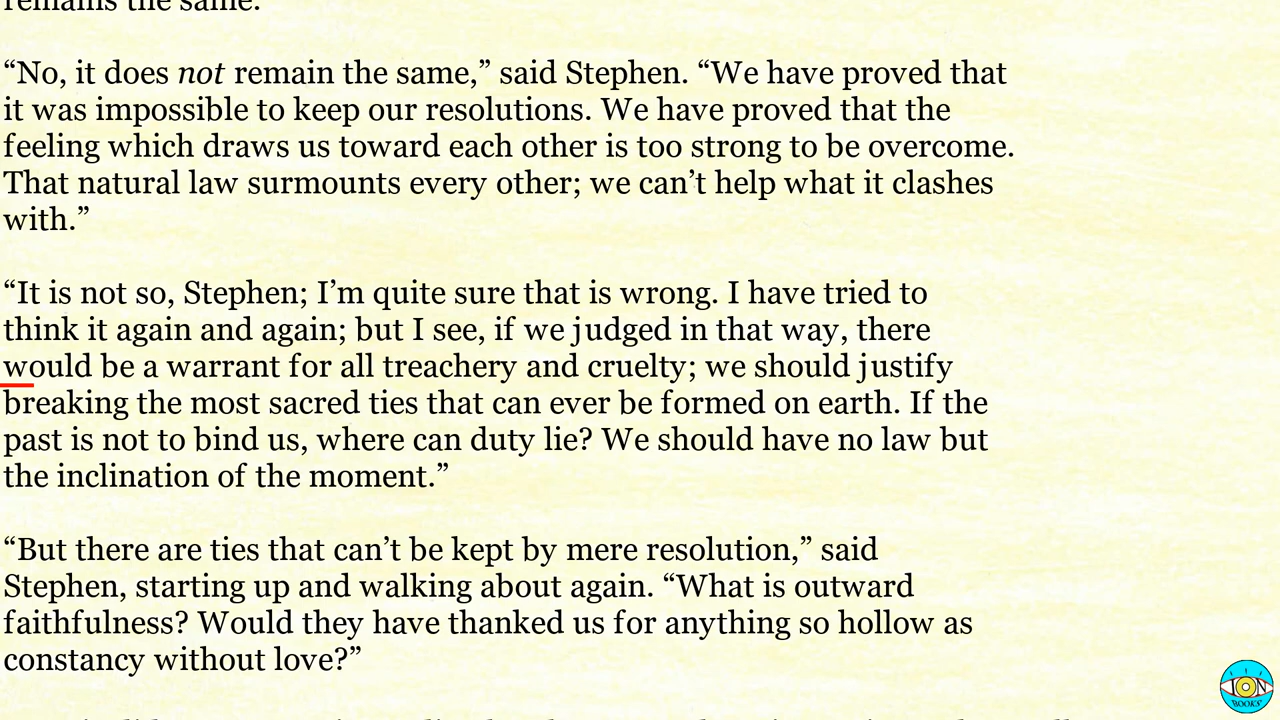 remains the same.
“No, it does not remain the same,” said Stephen. “We have proved that
it was impossible to keep our resolutions. We have proved that the
feeling which draws us toward each other is too strong to be overcome.
That natural law surmounts every other; we can’t help what it clashes
with.”
“It is not so, Stephen; I’m quite sure that is wrong. I have tried to
think it again and again; but I see, if we judged in that way, there
would be a warrant for all treachery and cruelty; we should justify
breaking the most sacred ties that can ever be formed on earth. If the
past is not to bind us, where can duty lie? We should have no law but
the inclination of the moment.”
“But there are ties that can’t be kept by mere resolution,” said
Stephen, starting up and walking about again. “What is outward
faithfulness? Would they have thanked us for anything so hollow as
constancy without love?”
ION
BOOKS